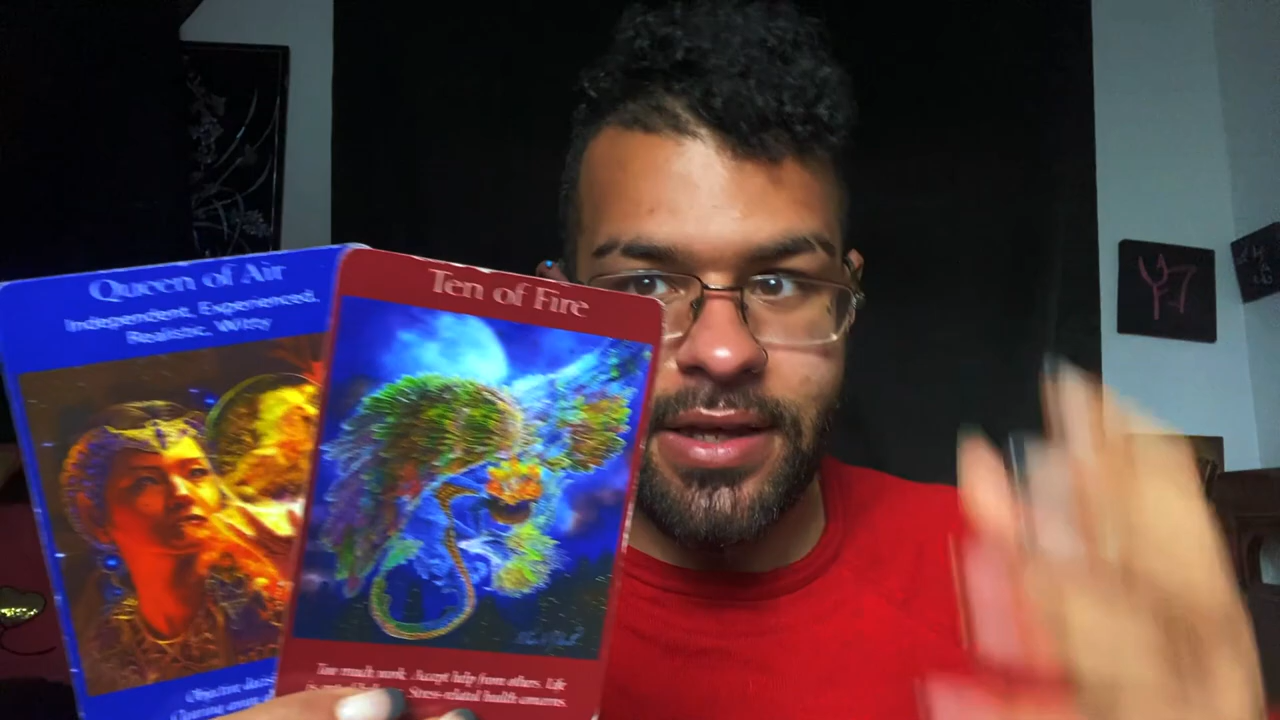 Queen of Air
Independent, Experienced,
Realistic, Witty
Ten of Fire
Too much work. Accept help from others. Life
Stress-related health concerns.
Objective